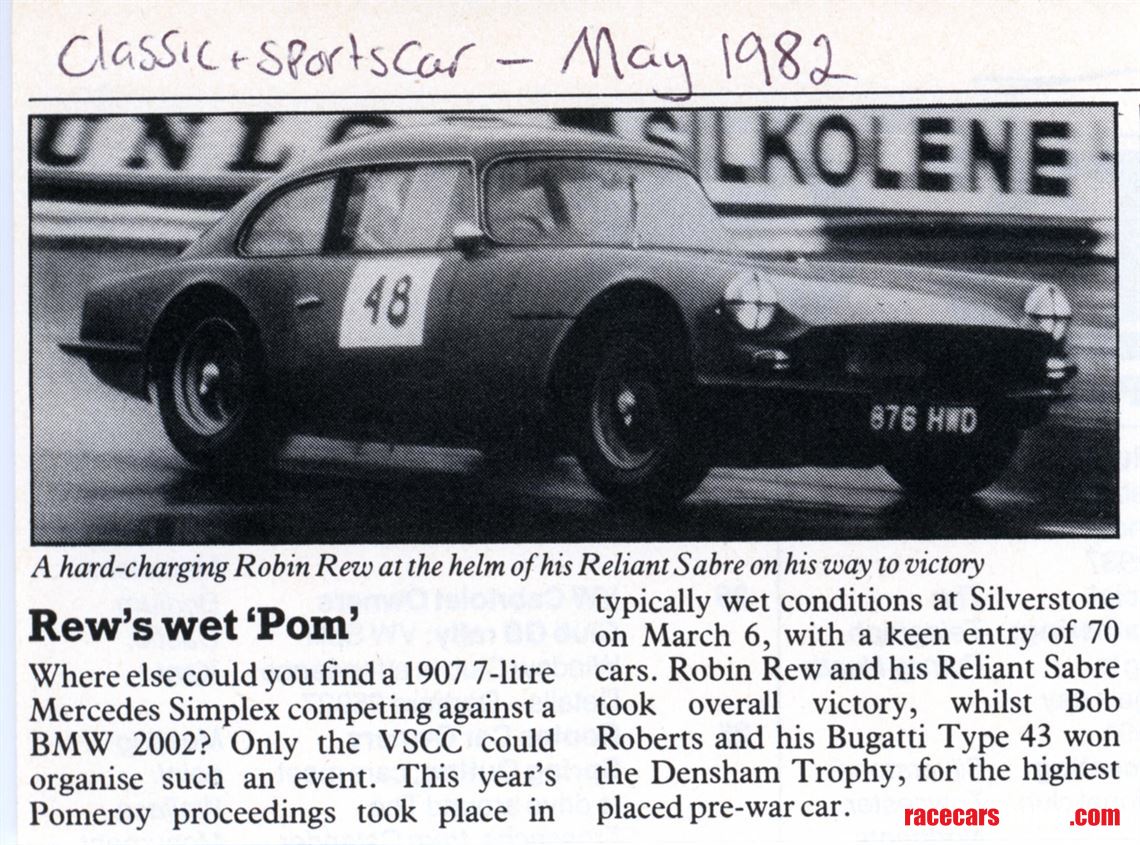 Classic + SportsCar – May 1982
UNLO
SILKOLENE
48
876 HWD
A hard-charging Robin Rew at the helm of his Reliant Sabre on his way to victory
Rew's wet 'Pom'
Where else could you find a 1907 7-litre
Mercedes Simplex competing against a
BMW 2002? Only the VSCC could
organise such an event. This year's
Pomeroy proceedings took place in
typically wet conditions at Silverstone
on March 6, with a keen entry of 70
cars. Robin Rew and his Reliant Sabre
took overall victory, whilst Bob
Roberts and his Bugatti Type 43 won
the Densham Trophy, for the highest
placed pre-war car.
racecars .com